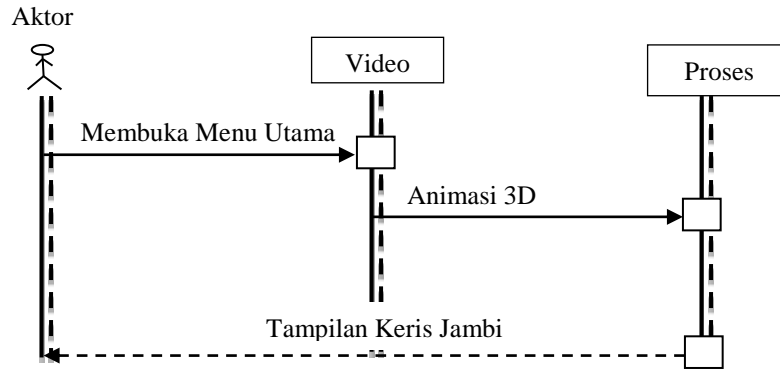 Aktor
Video
Proses
Membuka Menu Utama
Animasi 3D
Tampilan Keris Jambi